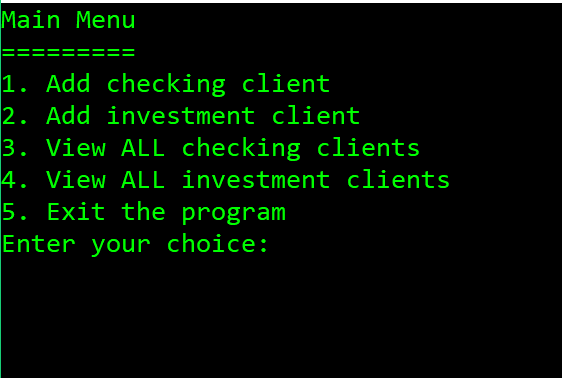 Main Menu
=========
1. Add checking client
2. Add investment client
3. View ALL checking clients
4. View ALL investment clients
5. Exit the program
Enter your choice: